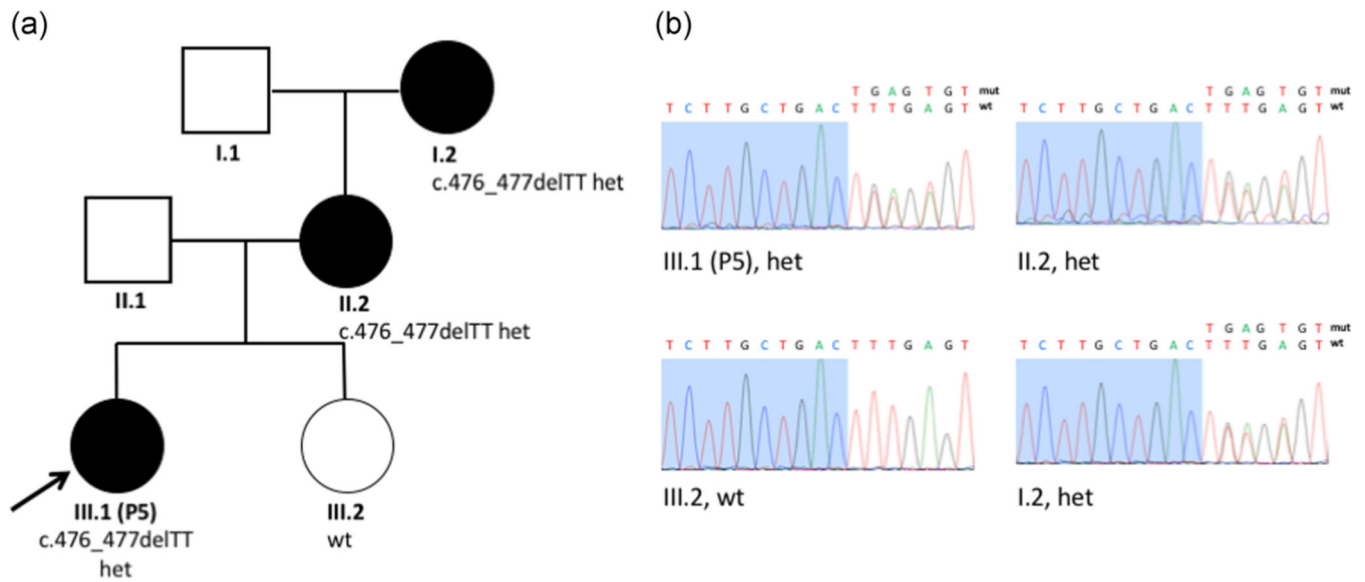 (a)
I.1
I.2
c.476_477delTT het
II.1
II.2
c.476_477delTT het
III.1 (P5)
c.476_477delTT
het
III.2
wt
(b)
T G A G T G T mut
T C T T G C T G A C T T T G A G T wt
III.1 (P5), het
T G A G T G T mut
T C T T G C T G A C T T T G A G T wt
II.2, het
T C T T G C T G A C T T T G A G T
III.2, wt
T G A G T G T mut
T C T T G C T G A C T T T G A G T wt
I.2, het